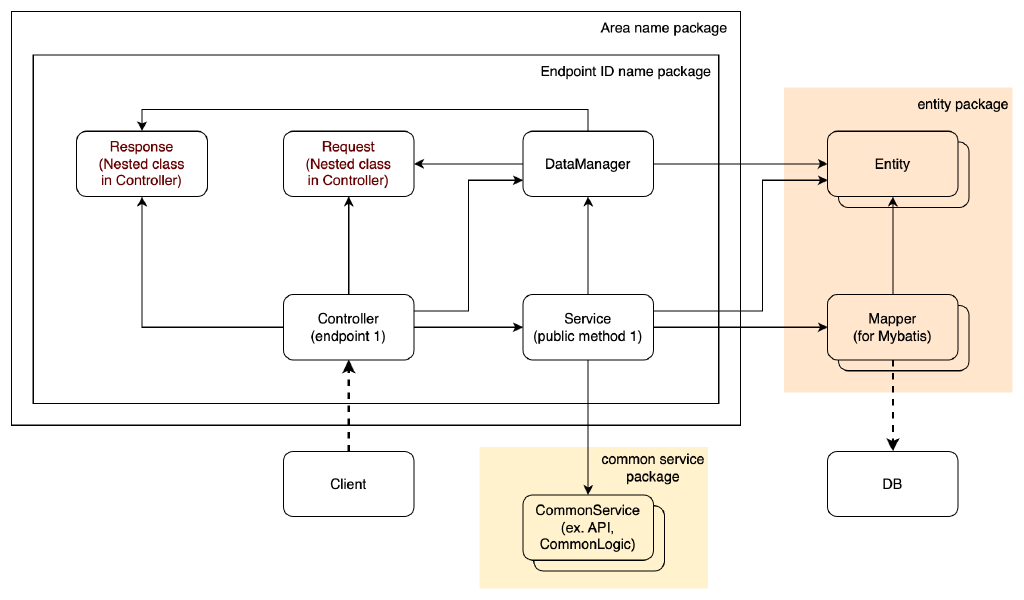 Area name package
Endpoint ID name package
entity package
Response
(Nested class
in Controller)
Request
(Nested class
in Controller)
DataManager
Entity
Controller
(endpoint 1)
Service
(public method 1)
Mapper
(for Mybatis)
Client
common service
package
CommonService
(ex. API,
CommonLogic)
DB